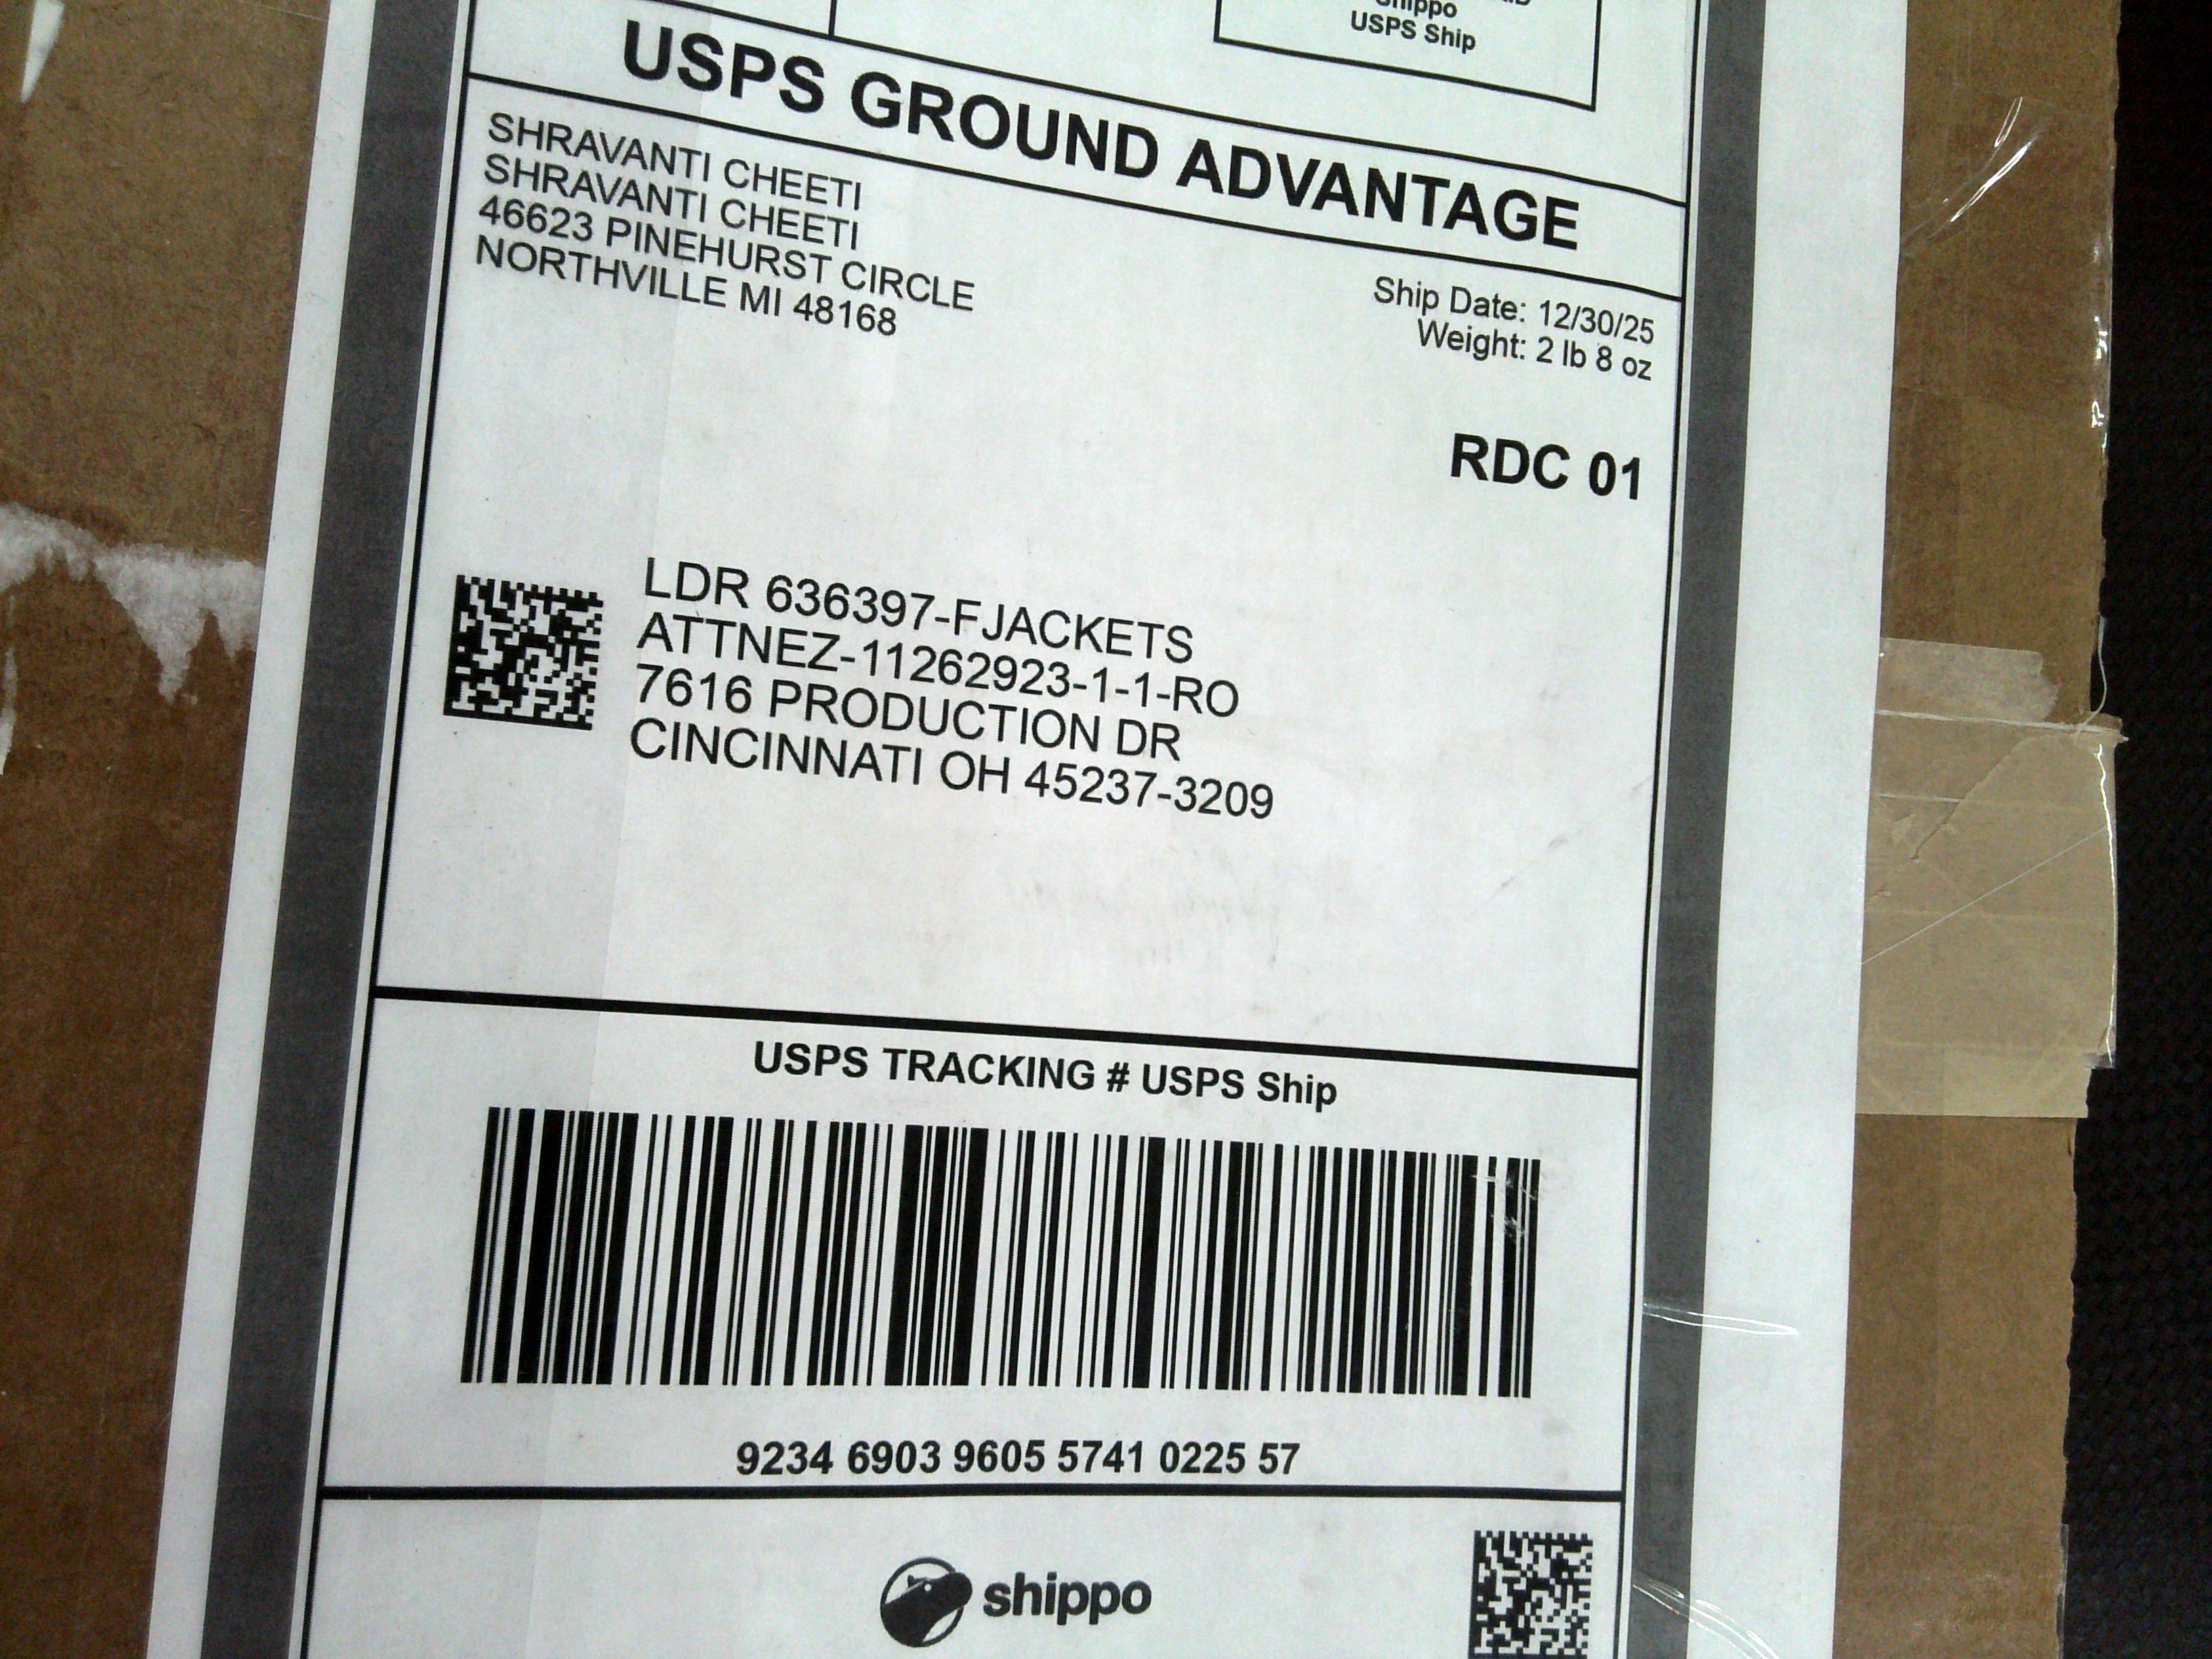 Shippo
USPS Ship
USPS GROUND ADVANTAGE
SHRAVANTI CHEETI
SHRAVANTI CHEETI
46623 PINEHURST CIRCLE
NORTHVILLE MI 48168
Ship Date: 12/30/25
Weight: 2 lb 8 oz
RDC 01
LDR 636397-FJACKETS
ATTNEZ-11262923-1-1-RO
7616 PRODUCTION DR
CINCINNATI OH 45237-3209
USPS TRACKING # USPS Ship
9234 6903 9605 5741 0225 57
shippo